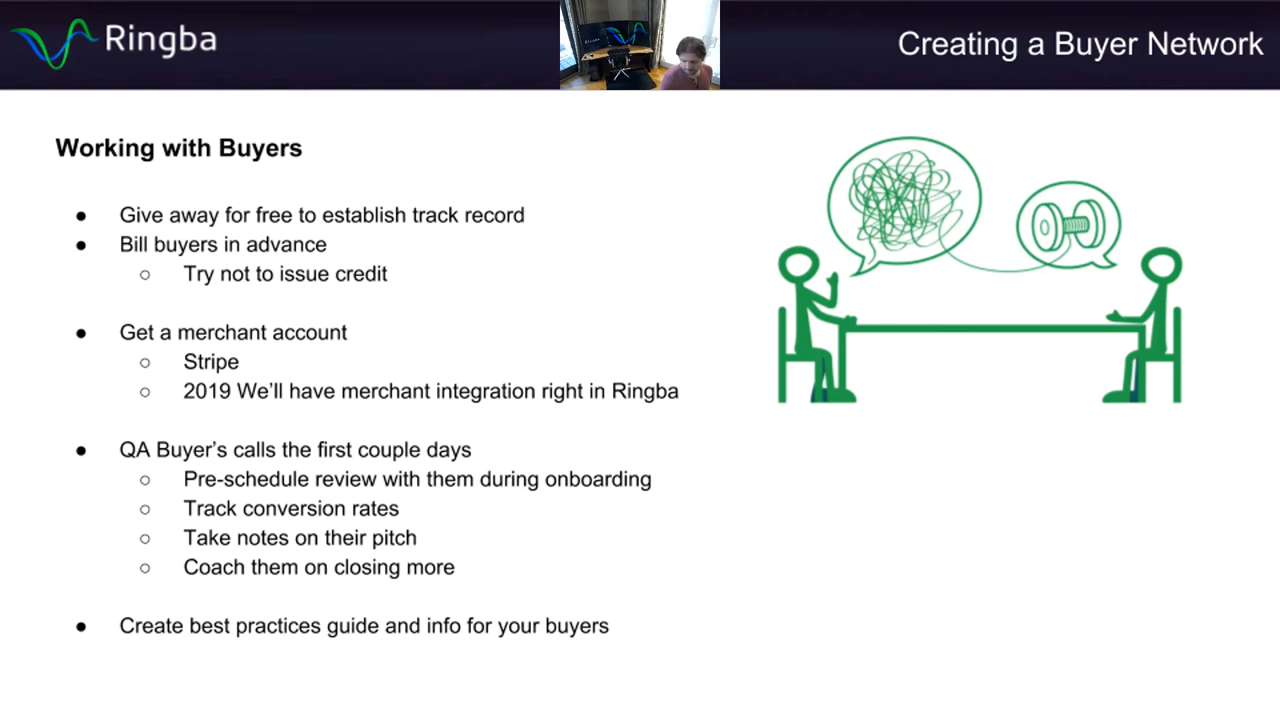 Ringba
Creating a Buyer Network
Working with Buyers
● Give away for free to establish track record
● Bill buyers in advance
○ Try not to issue credit
● Get a merchant account
○ Stripe
○ 2019 We’ll have merchant integration right in Ringba
● QA Buyer’s calls the first couple days
○ Pre-schedule review with them during onboarding
○ Track conversion rates
○ Take notes on their pitch
○ Coach them on closing more
● Create best practices guide and info for your buyers